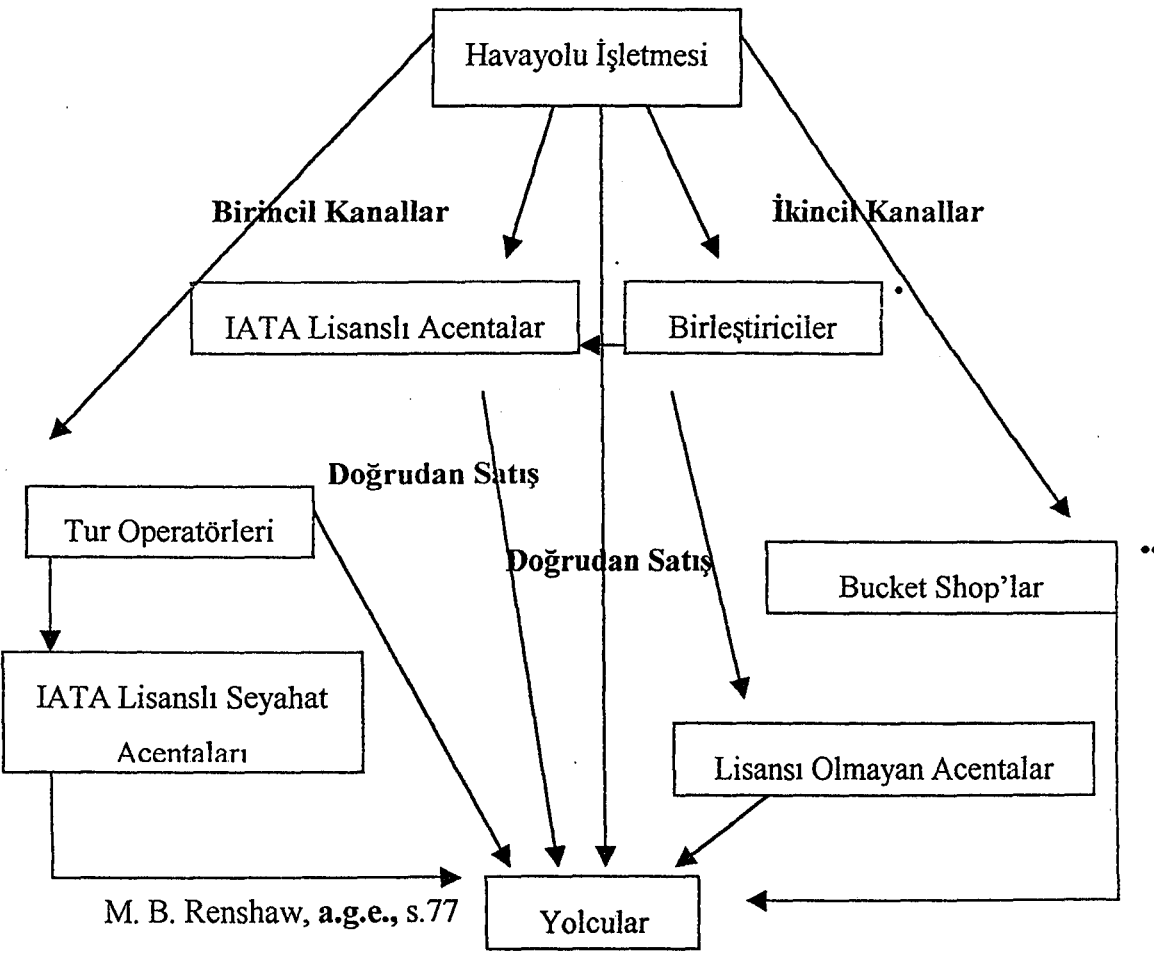 Havayolu İşletmesi
Birincil Kanallar
İkincil Kanallar
IATA Lisanslı Acentalar
Birleştiriciler
Doğrudan Satış
Tur Operatörleri
Doğrudan Satış
Bucket Shop'lar
IATA Lisanslı Seyahat
Acentaları
Lisansı Olmayan Acentalar
M. B. Renshaw, a.g.e., s.77
Yolcular